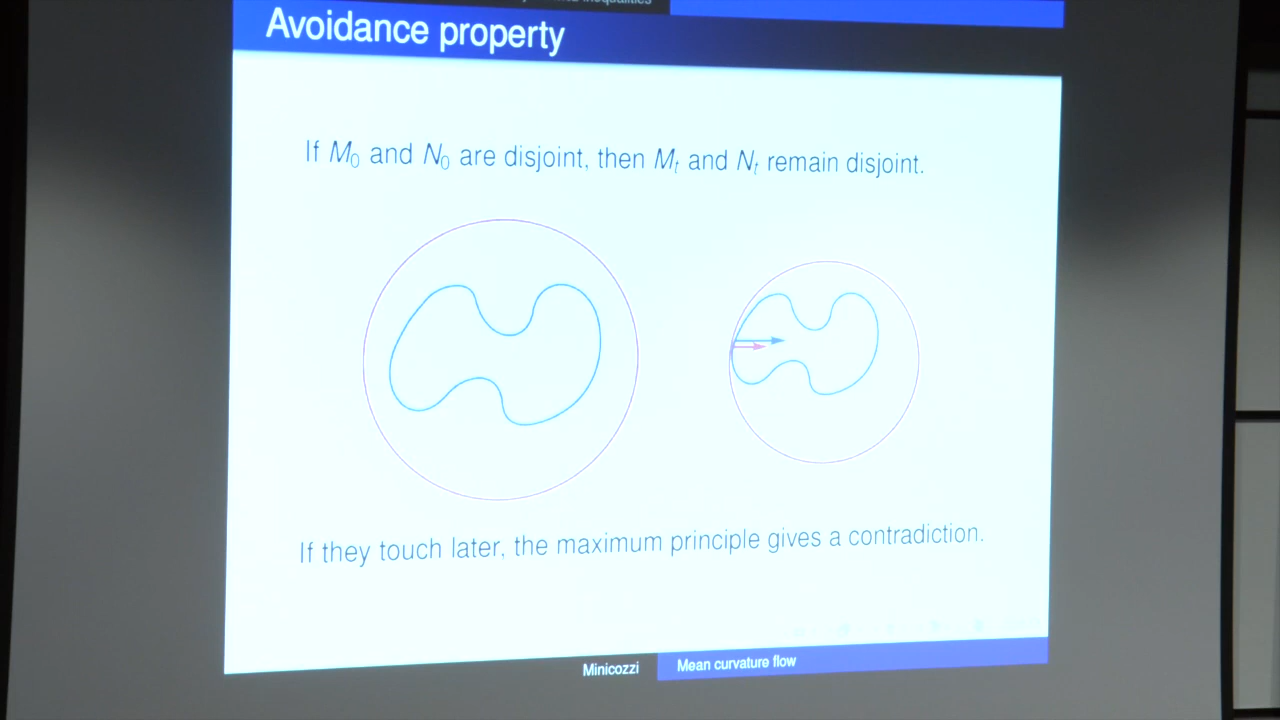 inequalities
Avoidance property
If M₀ and N₀ are disjoint, then Mₜ and Nₜ remain disjoint.
If they touch later, the maximum principle gives a contradiction.
Minicozzi
Mean curvature flow